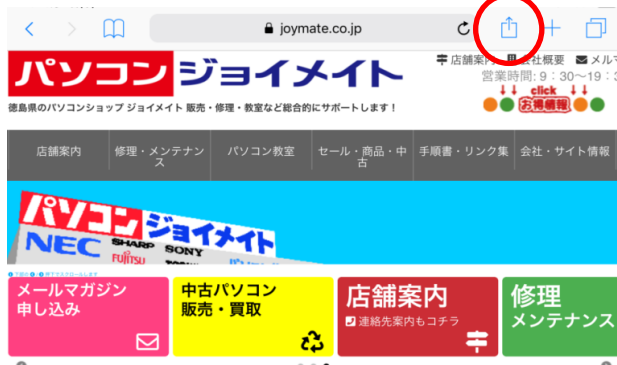 joymate.co.jp
パソコンジョイメイト
店舗案内
会社概要
メルマ
営業時間: 9：30～19：3
徳島県のパソコンショップ ジョイメイト 販売・修理・教室など総合的にサポートします！
click
お得情報
店舗案内
修理・メンテナン
ス
パソコン教室
セール・商品・中
古
手順書・リンク集
会社・サイト情報
パソコンジョイメイト
NEC SHARP SONY
FUJITSU
メールマガジン
申し込み
中古パソコン
販売・買取
店舗案内
連絡先案内もコチラ
修理
メンテナンス